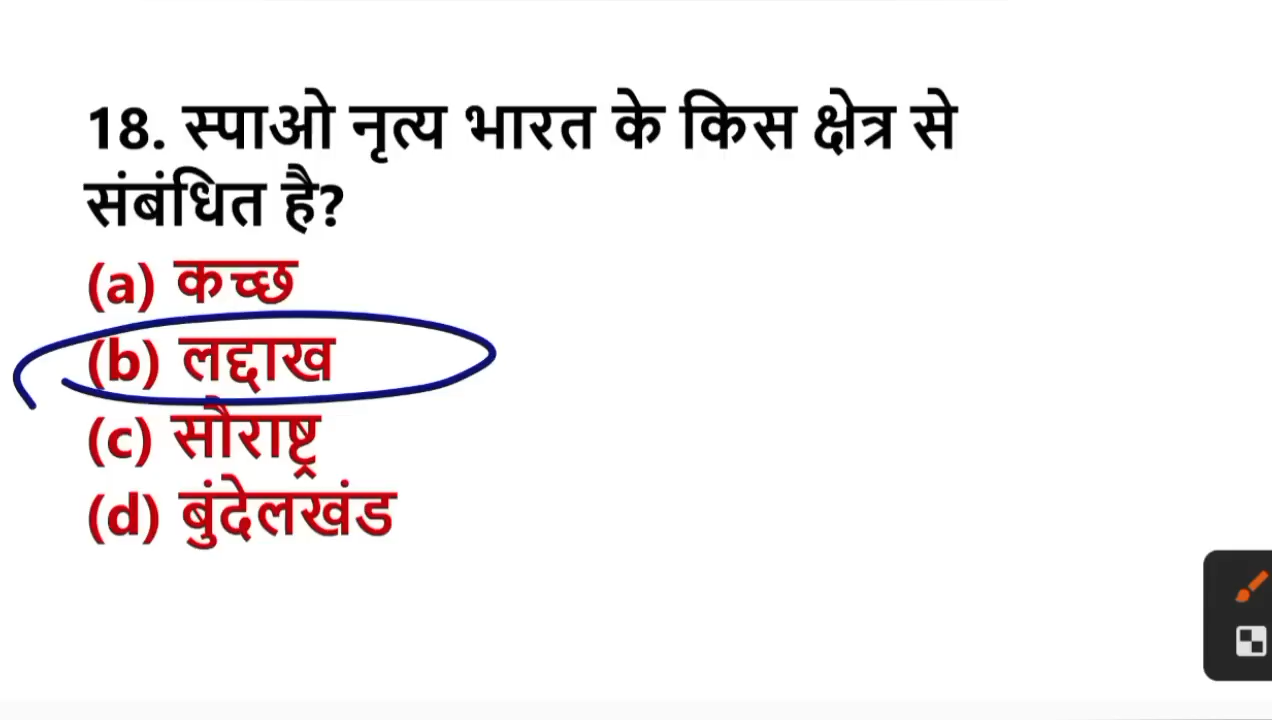 18. स्पाओ नृत्य भारत के किस क्षेत्र से
संबंधित है?
(a) कच्छ
(b) लद्दाख
(c) सौराष्ट्र
(d) बुंदेलखंड